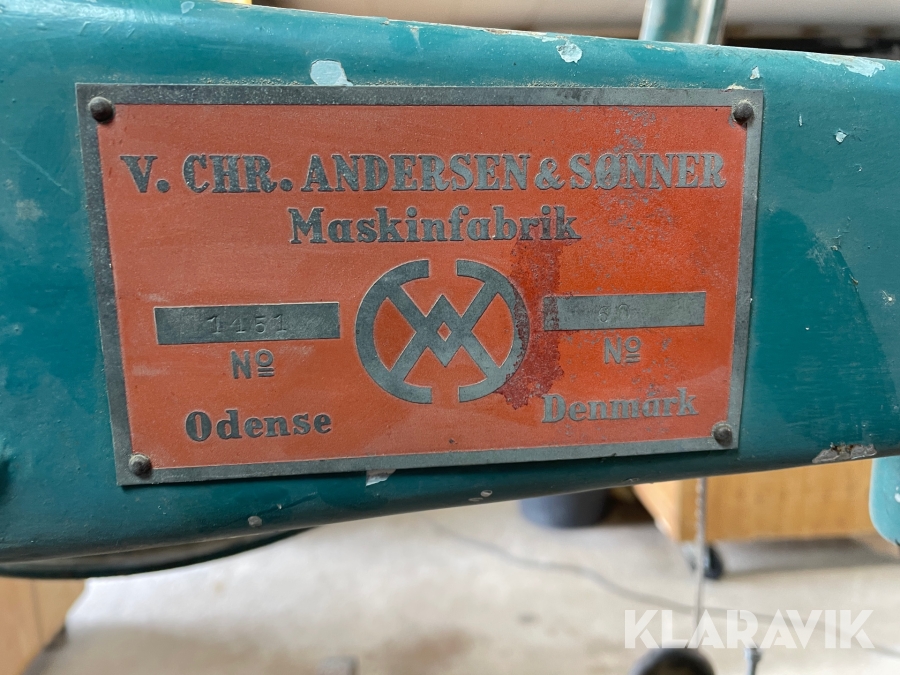 V. CHR. ANDERSEN & SØNNER
Maskinfabrik
1451
Nº
Nº
Odense
Denmark
KLARAVIK